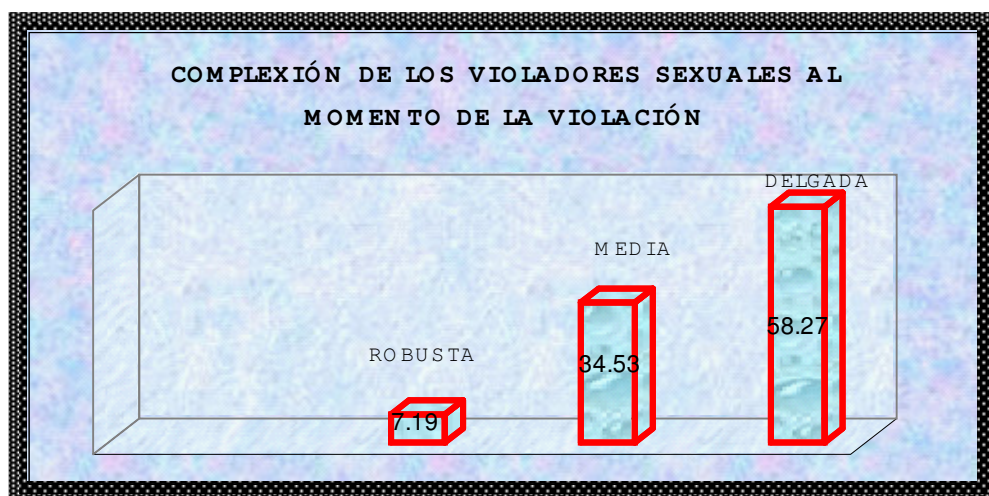 COMPLEXIÓN DE LOS VIOLADORES SEXUALES AL
MOMENTO DE LA VIOLACIÓN
DELGADA
MEDIA
ROBUSTA
58.27
34.53
7.19